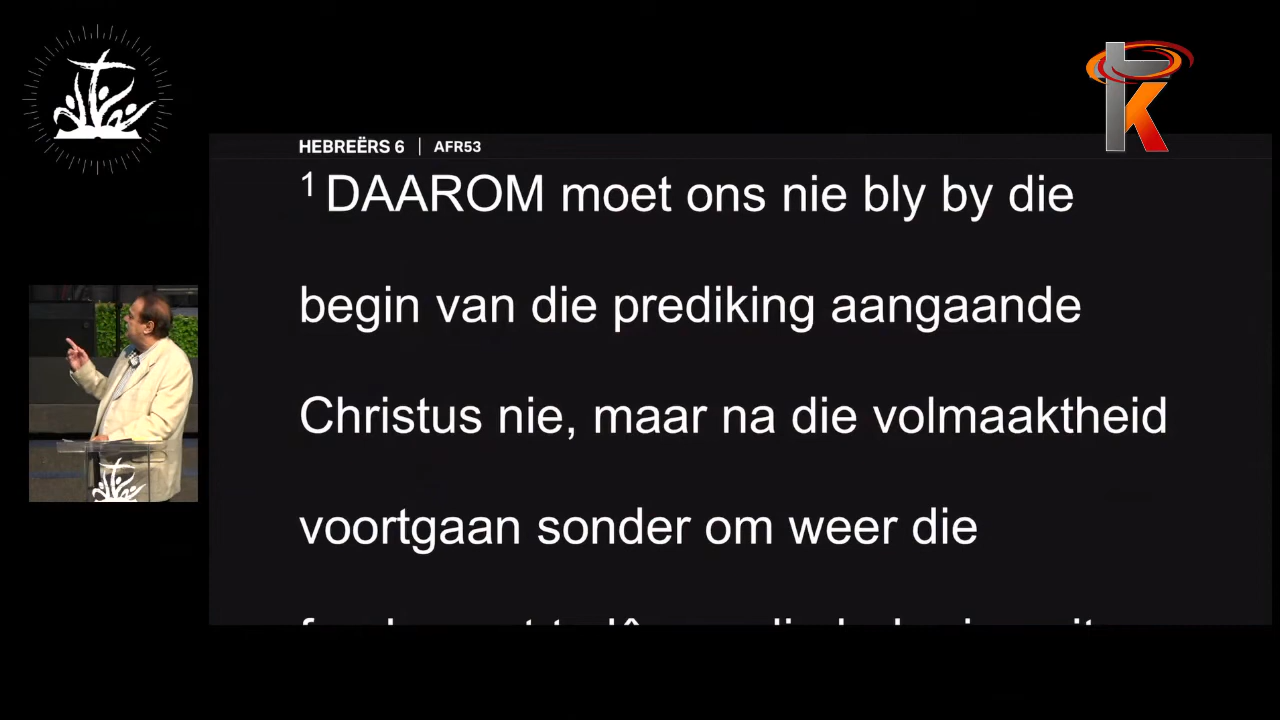 HEBREËRS 6 | AFR53
1 DAAROM moet ons nie bly by die
begin van die prediking aangaande
Christus nie, maar na die volmaaktheid
voortgaan sonder om weer die